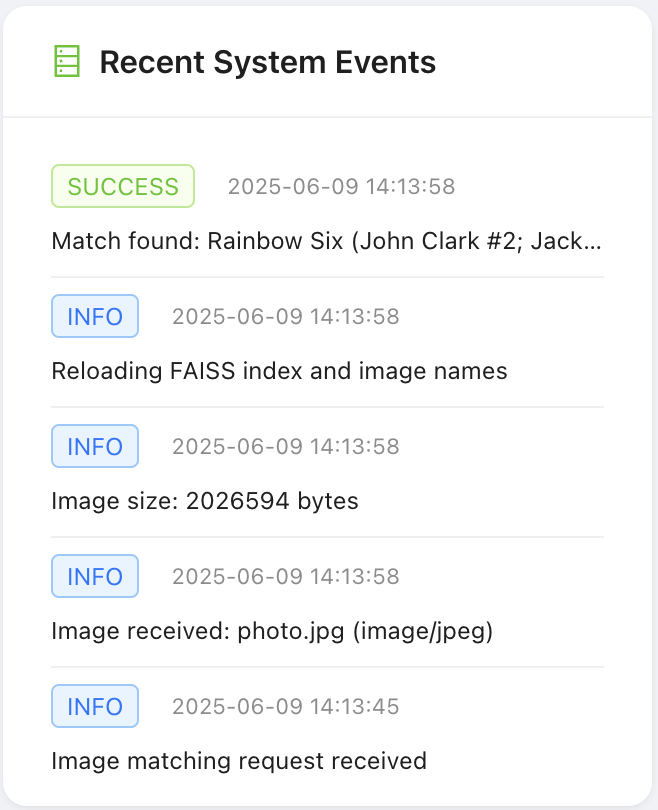 Recent System Events
SUCCESS 2025-06-09 14:13:58
Match found: Rainbow Six (John Clark #2; Jack...
INFO 2025-06-09 14:13:58
Reloading FAISS index and image names
INFO 2025-06-09 14:13:58
Image size: 2026594 bytes
INFO 2025-06-09 14:13:58
Image received: photo.jpg (image/jpeg)
INFO 2025-06-09 14:13:45
Image matching request received